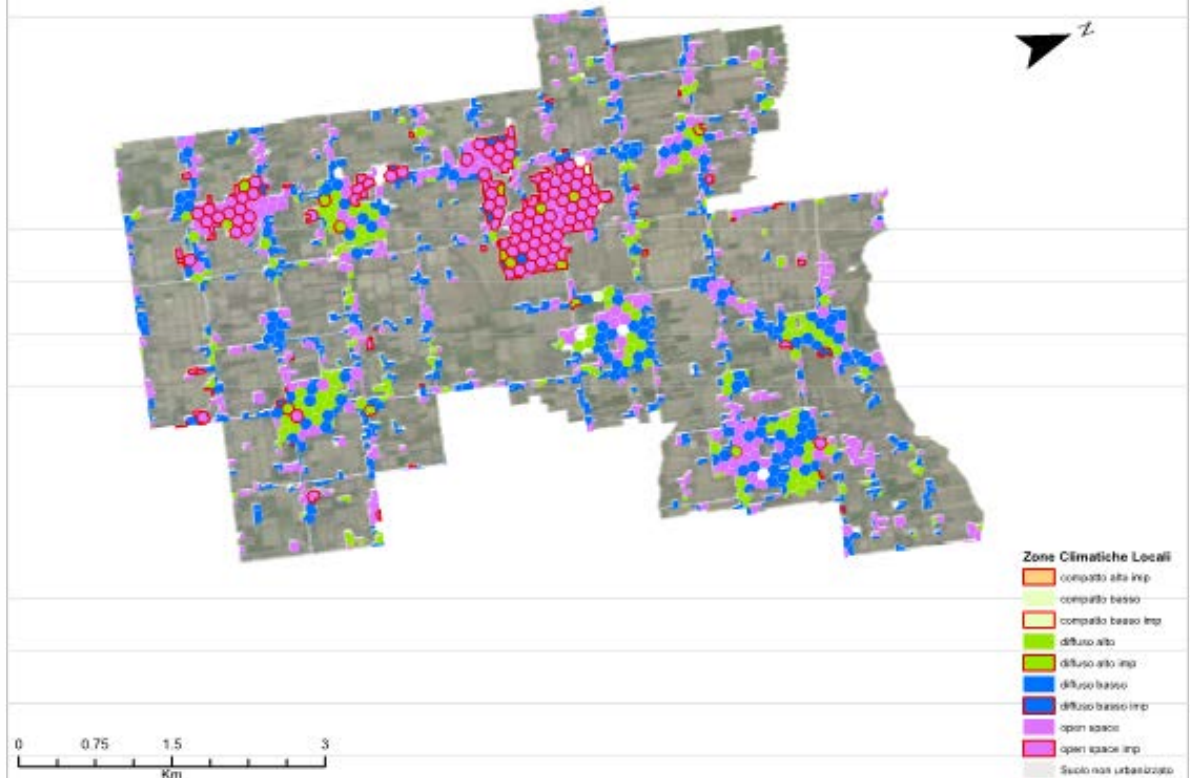 Z
Zone Climatiche Locali
compatto alto imp
compatto basso
compatto basso imp
diffuso alto
diffuso alto imp
diffuso basso
diffuso basso imp
open space
open space imp
Suolo non urbanizzato
0 0.75 1.5 3
Km